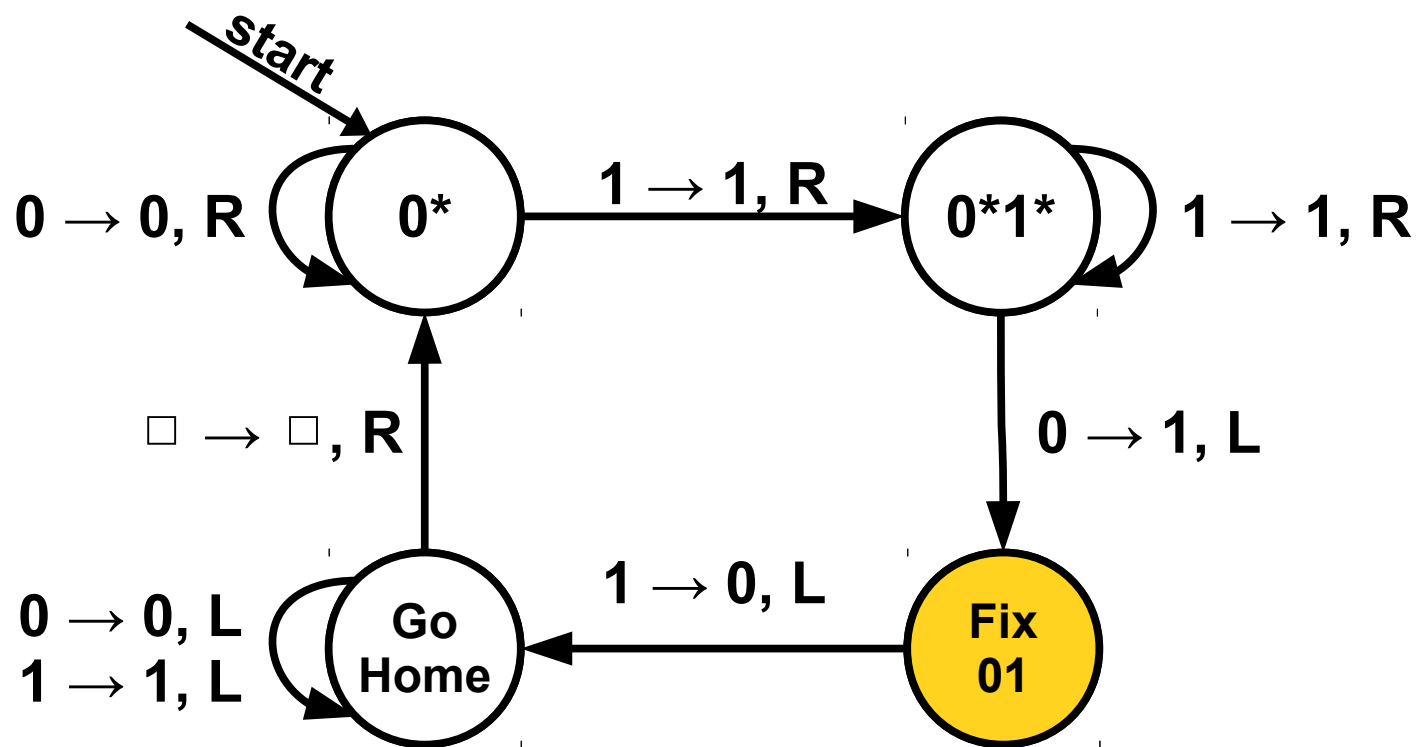 start
0 → 0, R
0*
1 → 1, R
0*1*
1 → 1, R
□ → □, R
0 → 1, L
0 → 0, L
1 → 1, L
Go
Home
1 → 0, L
Fix
01